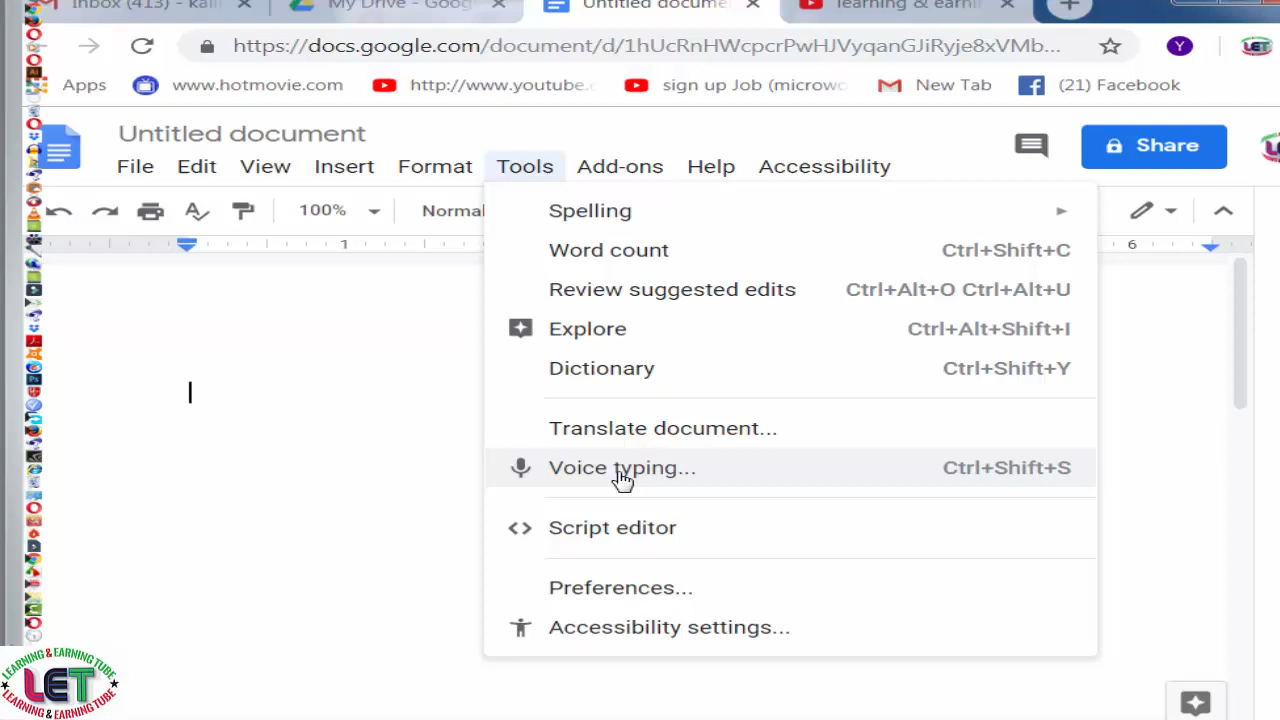 Inbox (413) - kali
My Drive - Goog
Untitled docume
learning & earni
https://docs.google.com/document/d/1hUcRnHWcpcrPwHJVyqanGJiRyje8xVMb...
Y
Apps
www.hotmovie.com
http://www.youtube.
sign up Job (microwo
New Tab
(21) Facebook
Untitled document
Share
File Edit View Insert Format Tools Add-ons Help Accessibility
100%
Normal
Spelling
1
Word count Ctrl+Shift+C
6
Review suggested edits Ctrl+Alt+O Ctrl+Alt+U
Explore Ctrl+Alt+Shift+I
Dictionary Ctrl+Shift+Y
Translate document...
Voice typing... Ctrl+Shift+S
Script editor
Preferences...
Accessibility settings...
LEARNING & EARNING TUBE
LET
LEARNING & EARNING TUBE